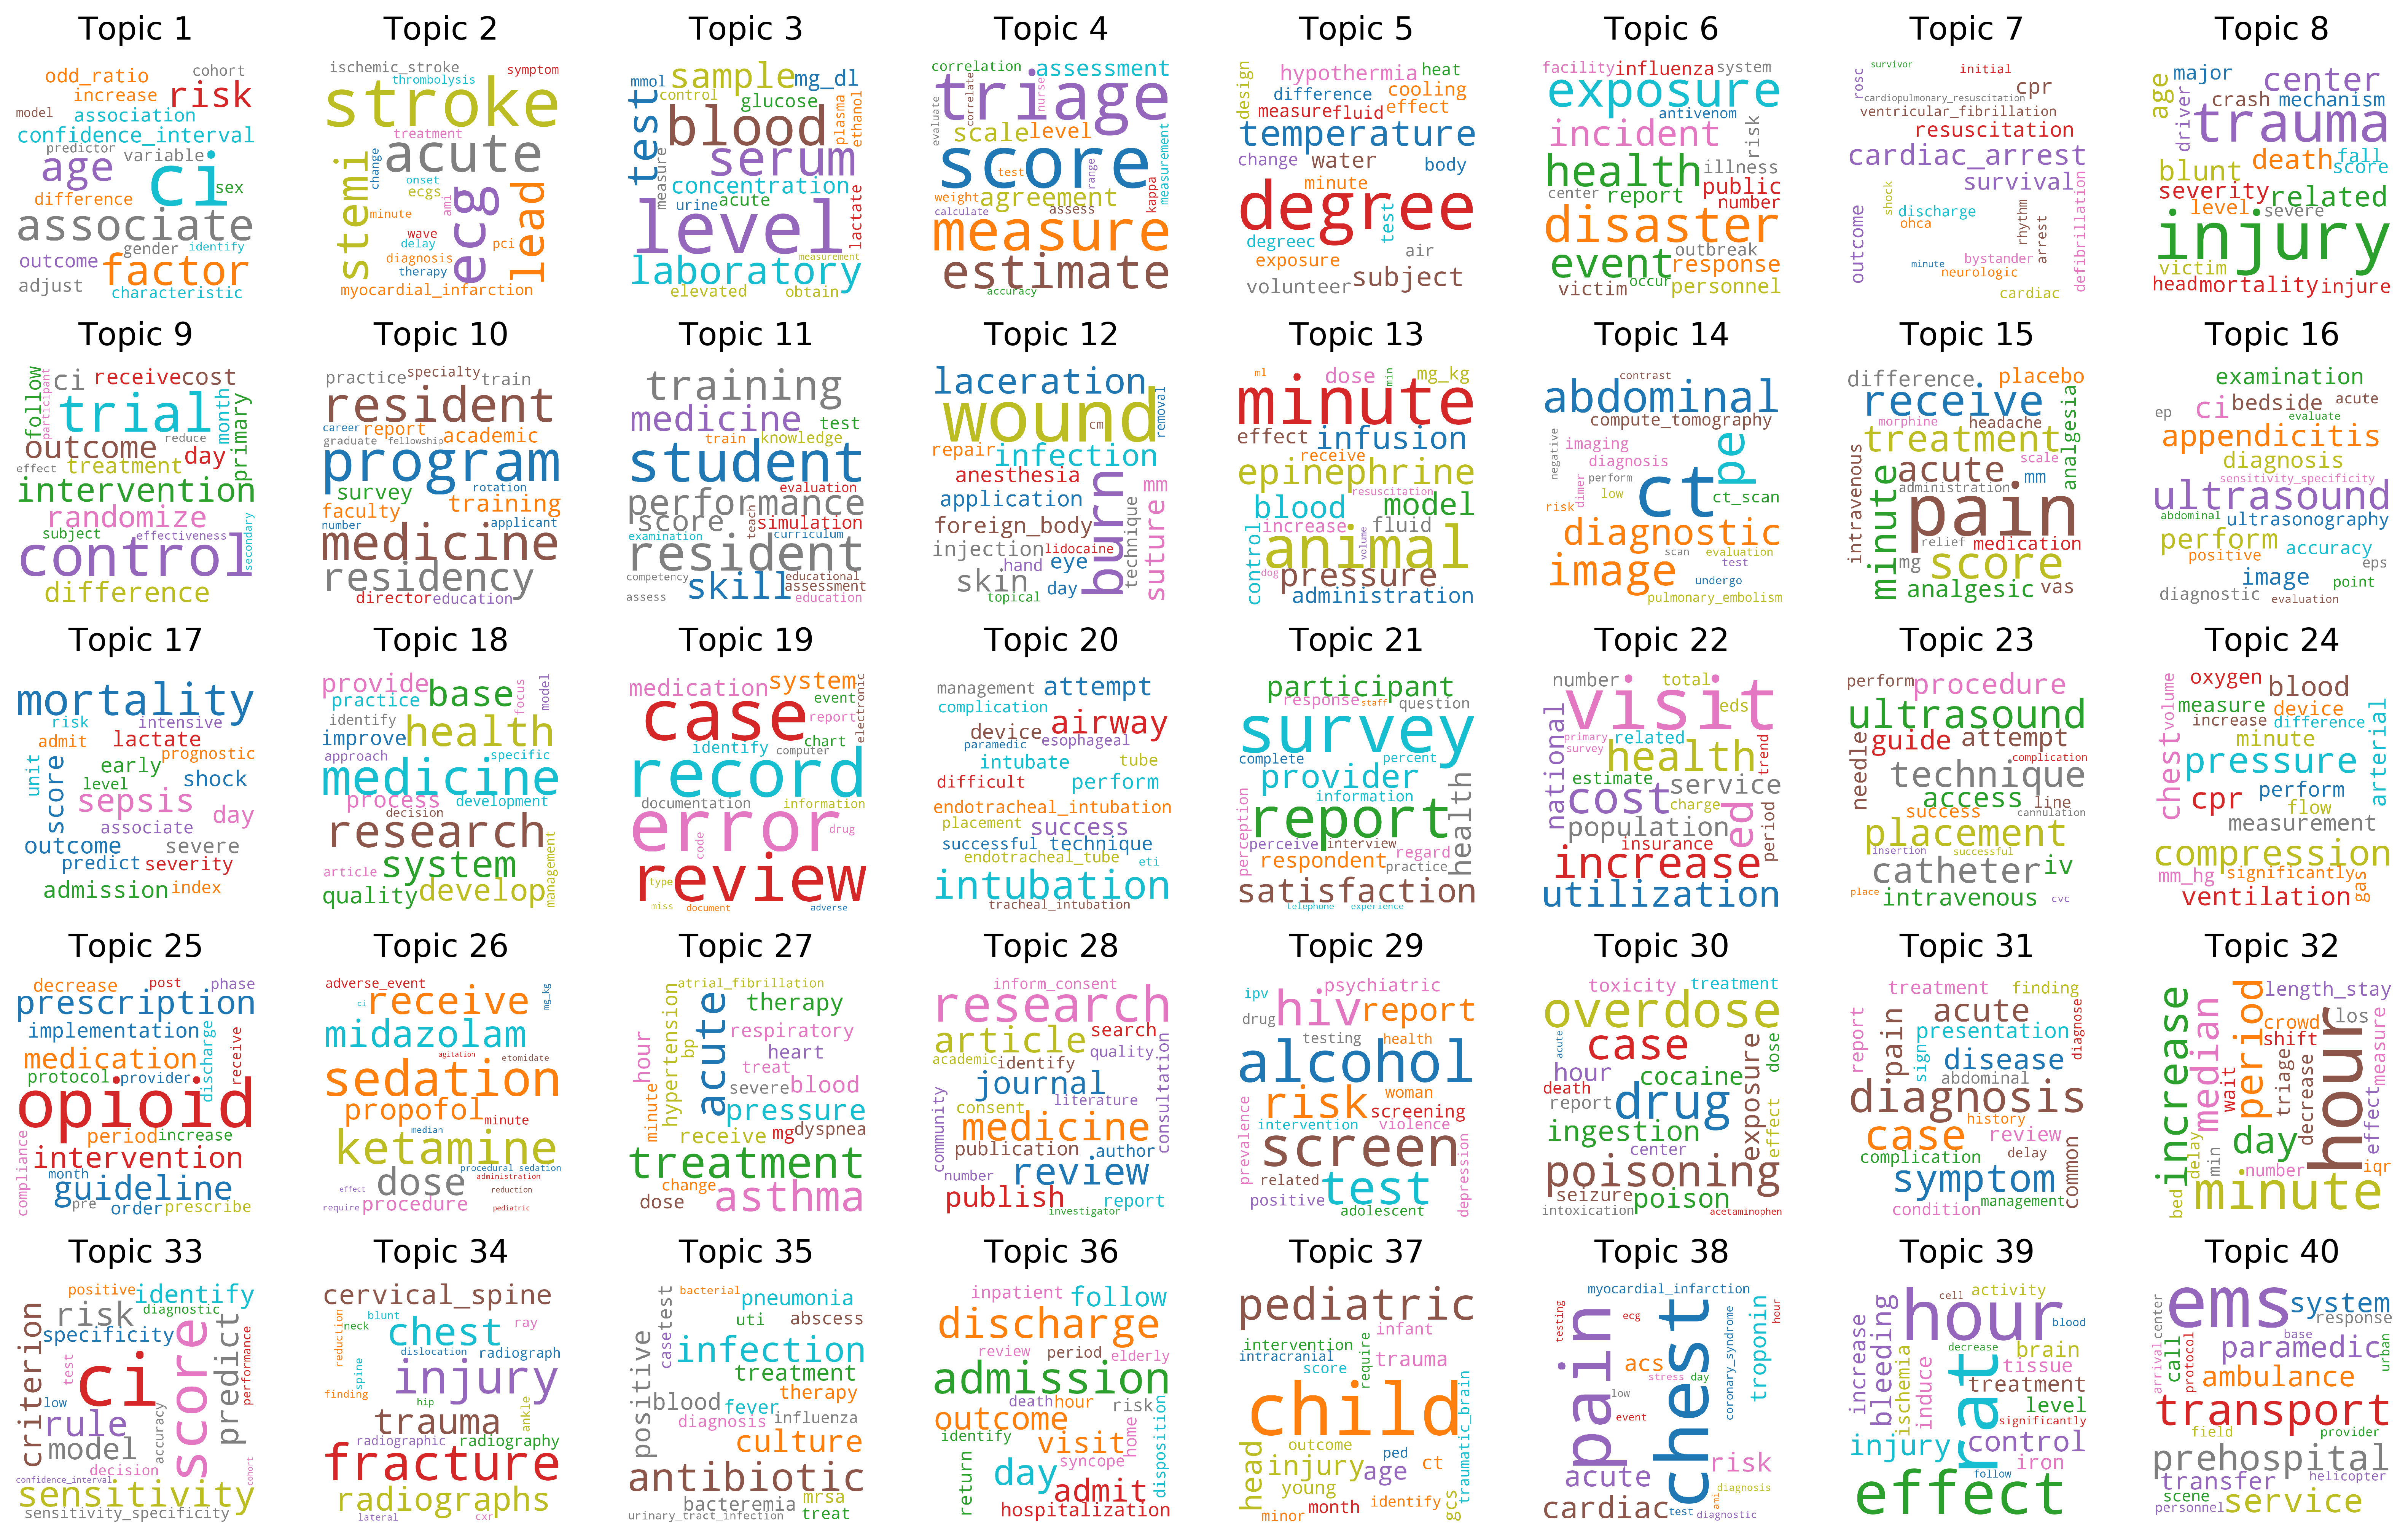 Topic 1
odd_ratio cohort
increase risk
model association
confidence_interval
predictor variable
age ci sex
difference
associate
gender identify
outcome factor
adjust characteristic
Topic 2
ischemic_stroke symptom
thrombolysis
stroke
treatment
acute
stemi change onset ecgs ami ecg lead
minute
wave
delay pci
diagnosis
therapy
myocardial_infarction
Topic 3
mmol sample mg_dl
control glucose
test blood plasma ethanol
measure serum
concentration
urine acute
level lactate
measurement
laboratory
elevated obtain
Topic 4
correlation assessment
evaluate triage correlate nurse
scale level
score measurement
test range
weight agreement kappa
calculate assess
measure
estimate
accuracy
Topic 5
design hypothermia heat
difference cooling
measure fluid effect
temperature
change water body
minute
degree
degreec test air
exposure
volunteer subject
Topic 6
facility influenza system
exposure
antivenom
incident risk
health illness
center report public
number
disaster
outbreak
event response
victim occur personnel
Topic 7
survivor
rosc initial
cpr
cardiopulmonary_resuscitation
ventricular_fibrillation
resuscitation
cardiac_arrest
survival
outcome shock discharge rhythm arrest defibrillation
ohca
bystander
minute neurologic
cardiac
Topic 8
age major center
crash mechanism
driver trauma
blunt death fall
score
severity related
level severe
injury
victim
head mortality injure
Topic 9
follow participant ci receive cost
trial month primary
outcome reduce
effect treatment day
intervention
randomize
subject effectiveness secondary
control
difference
Topic 10
practice specialty train
resident
career report academic
graduate fellowship
program
survey rotation
faculty training
number applicant
medicine
residency
director education
Topic 11
training
medicine test
train knowledge
student
evaluation
performance
score teach simulation
examination curriculum
resident
competency educational
skill assessment
assess education
Topic 12
laceration
wound cm removal
repair infection
anesthesia mm
application burn suture
foreign_body technique
injection lidocaine
hand eye
skin day
topical
Topic 13
ml dose min mg_kg
minute
effect infusion
receive
epinephrine
resuscitation
blood model
control increase fluid
animal volume
dog pressure
administration
Topic 14
contrast
abdominal
compute_tomography
negative imaging pe
diagnosis
dimer perform ct
low ct_scan
risk
diagnostic
scan evaluation
test
image
undergo
pulmonary_embolism
Topic 15
difference placebo
receive analgesia
morphine headache
treatment
intravenous minute acute scale
administration mm
pain
relief medication
mg score
analgesic vas
Topic 16
examination
ep ci bedside acute
evaluate
appendicitis
diagnosis
sensitivity_specificity
ultrasound
abdominal ultrasonography
perform
positive accuracy
eps
image point
diagnostic evaluation
Topic 17
mortality
risk intensive
admit lactate
prognostic
unit score early
level shock
sepsis
day
associate
outcome severe
predict severity
admission index
Topic 18
provide base focus model
practice
identify health
improve
approach specific
medicine
process development
decision
research
system management
article
quality develop
Topic 19
medication system
event electronic
case report
chart
identify computer
record
documentation information
error drug
code
review
type
miss document adverse
Topic 20
management attempt
complication
device airway
paramedic esophageal
intubate tube
difficult perform
endotracheal_intubation
placement success
successful technique
endotracheal_tube eti
intubation
tracheal_intubation
Topic 21
participant
response staff question
survey
complete percent
provider
information
perception report health
perceive interview
respondent regard
practice
satisfaction
telephone experience
Topic 22
number total
visit eds
national primary related trend
survey health
estimate service
cost charge ed
population period
insurance
increase
utilization
Topic 23
perform procedure
ultrasound
needle guide attempt
complication
technique
access line
success cannulation
placement
insertion successful
catheter iv
place intravenous cvc
Topic 24
oxygen blood
chest volume measure device
increase difference arterial
minute
pressure
cpr perform
flow
measurement
compression
mm_hg significantly gas
ventilation
Topic 25
decrease post phase
prescription
implementation discharge receive
medication
protocol provider
opioid
compliance period increase
intervention
month
guideline
pre order prescribe
Topic 26
adverse_event
ci receive mg_kg
midazolam
agitation etomidate
sedation
propofol minute
median
ketamine
procedural_sedation
dose administration
effect reduction
require procedure pediatric
Topic 27
atrial_fibrillation
hour hypertension acute therapy
bp respiratory
heart
treat
minute severe blood
pressure
receive mg dyspnea
treatment
change
dose asthma
Topic 28
inform_consent
research
article search
academic identify quality
journal consultation
community consent literature
medicine
publication author
number review
publish report
investigator
Topic 29
ipv psychiatric
drug hiv report
testing health
alcohol
woman
risk screening
prevalence intervention violence
screen depression
related
positive test
adolescent
Topic 30
toxicity treatment
overdose
acute case exposure dose
hour cocaine
death
report drug effect
ingestion
center
poisoning
seizure poison
intoxication acetaminophen
Topic 31
treatment finding
report pain acute diagnose
presentation
sign disease
abdominal
diagnosis
history
case review
complication delay common
symptom
management
condition
Topic 32
increase median period length_stay
crowd los
shift hour measure
wait triage decrease
effect
day
delay min number iqr
bed minute
Topic 33
positive identify
criterion risk diagnostic
specificity predict performance
test ci score
low
rule accuracy
model
decision cohort
confidence_interval
sensitivity
sensitivity_specificity
Topic 34
cervical_spine
reduction blunt ray
neck chest
dislocation radiograph
spine injury
finding hip
trauma ankle
radiographic radiography
fracture
radiographs
lateral cxr
Topic 35
bacterial
case test pneumonia
uti abscess
positive infection
treatment
therapy
blood fever
diagnosis influenza
culture
antibiotic
bacteremia mrsa
urinary_tract_infection treat
Topic 36
inpatient follow
discharge
review period elderly
admission
death hour risk
outcome
identify visit home disposition
syncope
return day
admit
hospitalization
Topic 37
pediatric
intervention infant
intracranial require
score trauma
child
outcome traumatic_brain
head injury ped ct
age
young gcs
month identify
minor
Topic 38
myocardial_infarction
testing pain ecg chest coronary_syndrome troponin hour
acs
stress day
low
event risk
acute diagnosis
ami
cardiac test diagnostic
Topic 39
cell activity
increase bleeding hour
blood
decrease brain
ischemia induce rat tissue
treatment
level
significantly
injury control
iron
follow
effect
Topic 40
ems system
arrival center response
call protocol base
paramedic urban
ambulance
transport
field provider
prehospital
transfer helicopter
scene
personnel service